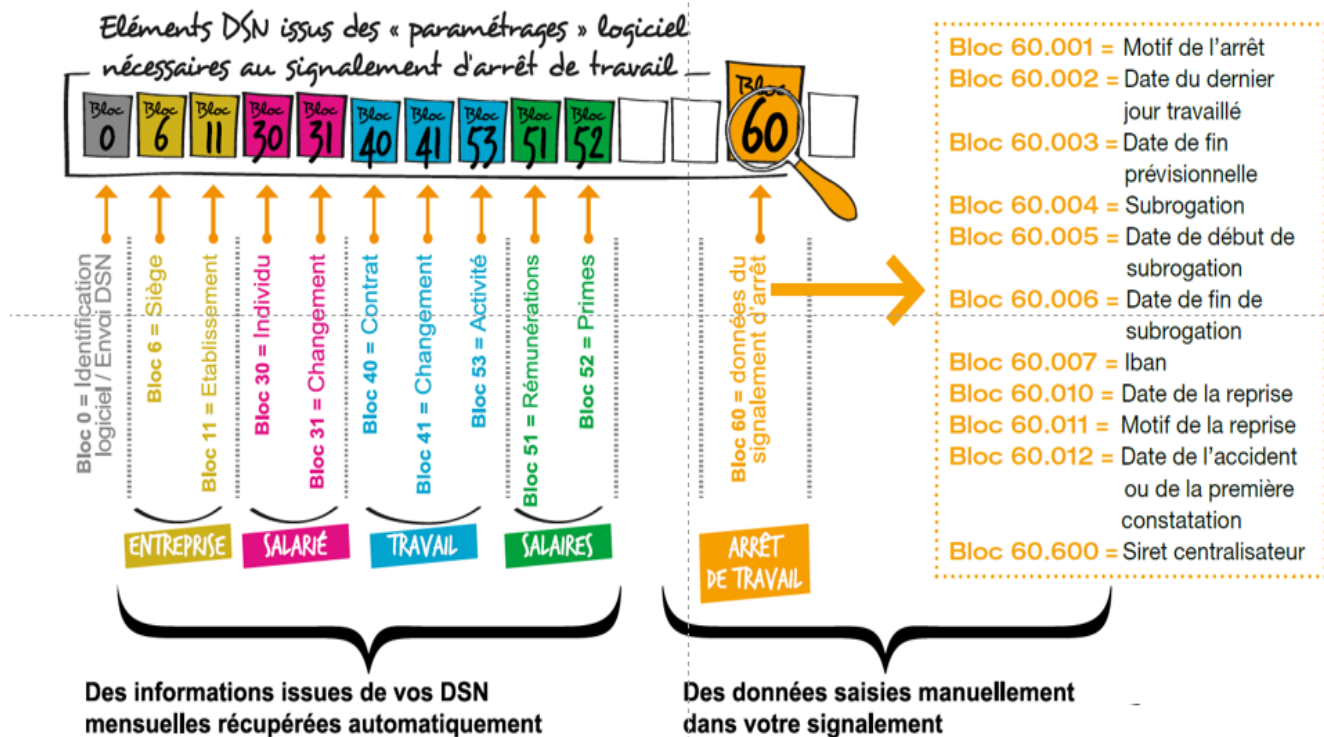 Eléments DSN issus des « paramétrages » logiciel
nécessaires au signalement d'arrêt de travail
Bloc 0
Bloc 6
Bloc 11
Bloc 30
Bloc 31
Bloc 40
Bloc 41
Bloc 53
Bloc 51
Bloc 52
Bloc 60
Bloc 0 = Identification
logiciel / Envoi DSN
Bloc 6 = Siège
Bloc 11 = Etablissement
Bloc 30 = Individu
Bloc 31 = Changement
Bloc 40 = Contrat
Bloc 41 = Changement
Bloc 53 = Activité
Bloc 51 = Rémunérations
Bloc 52 = Primes
Bloc 60 = données du
signalement d'arrêt
ENTREPRISE
SALARIÉ
TRAVAIL
SALAIRES
ARRÊT
DE TRAVAIL
Des informations issues de vos DSN
mensuelles récupérées automatiquement
Des données saisies manuellement
dans votre signalement
Bloc 60.001 = Motif de l'arrêt
Bloc 60.002 = Date du dernier
jour travaillé
Bloc 60.003 = Date de fin
prévisionnelle
Bloc 60.004 = Subrogation
Bloc 60.005 = Date de début de
subrogation
Bloc 60.006 = Date de fin de
subrogation
Bloc 60.007 = Iban
Bloc 60.010 = Date de la reprise
Bloc 60.011 = Motif de la reprise
Bloc 60.012 = Date de l'accident
ou de la première
constatation
Bloc 60.600 = Siret centralisateur